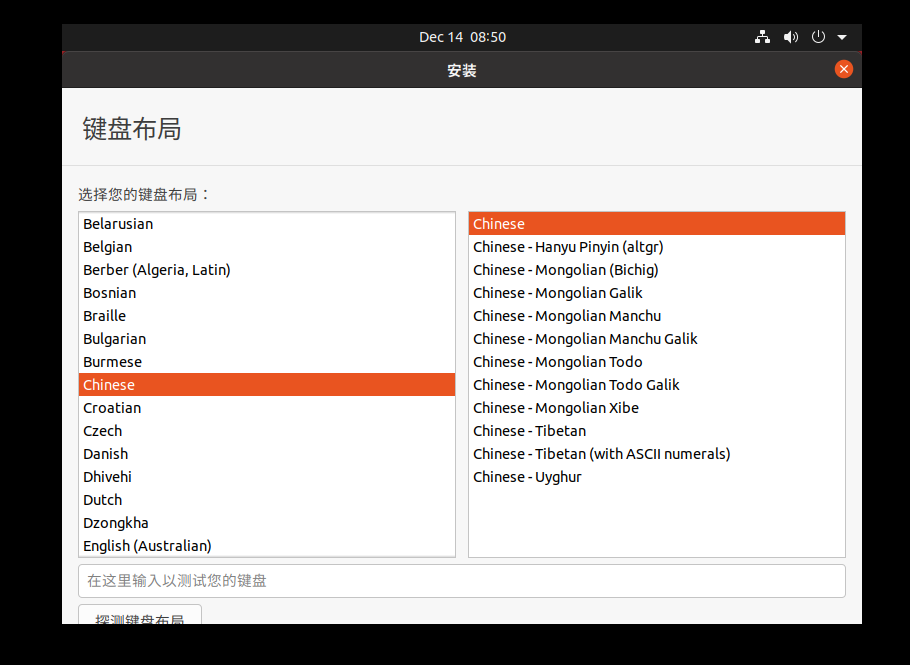 Dec 14 08:50
安装
键盘布局
选择您的键盘布局：
Belarusian
Belgian
Berber (Algeria, Latin)
Bosnian
Braille
Bulgarian
Burmese
Chinese
Croatian
Czech
Danish
Dhivehi
Dutch
Dzongkha
English (Australian)
Chinese
Chinese - Hanyu Pinyin (altgr)
Chinese - Mongolian (Bichig)
Chinese - Mongolian Galik
Chinese - Mongolian Manchu
Chinese - Mongolian Manchu Galik
Chinese - Mongolian Todo
Chinese - Mongolian Todo Galik
Chinese - Mongolian Xibe
Chinese - Tibetan
Chinese - Tibetan (with ASCII numerals)
Chinese - Uyghur
在这里输入以测试您的键盘
探测键盘布局